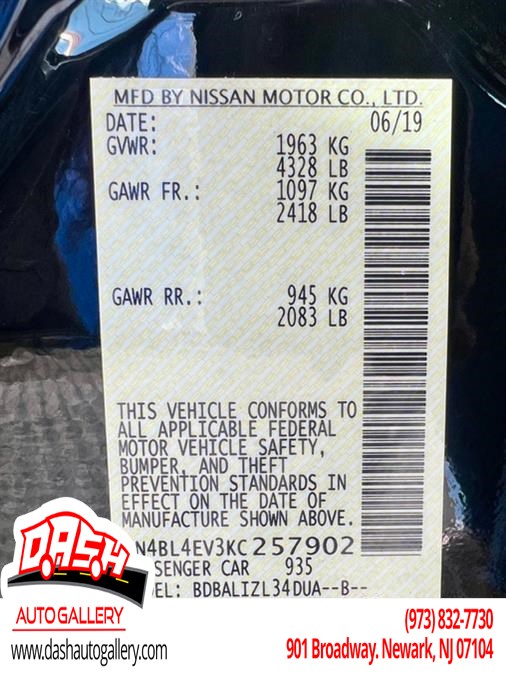 MFD BY NISSAN MOTOR CO., LTD.
DATE: 06/19
GVWR: 1963 KG
4328 LB
GAWR FR.: 1097 KG
2418 LB
GAWR RR.: 945 KG
2083 LB
THIS VEHICLE CONFORMS TO
ALL APPLICABLE FEDERAL
MOTOR VEHICLE SAFETY,
BUMPER, AND THEFT
PREVENTION STANDARDS IN
EFFECT ON THE DATE OF
MANUFACTURE SHOWN ABOVE.
N4BL4EV3KC257902
SENGER CAR 935
EL: BDBALIZL34DUA--B--
DASH
AUTO GALLERY
www.dashautogallery.com
(973) 832-7730
901 Broadway. Newark, NJ 07104